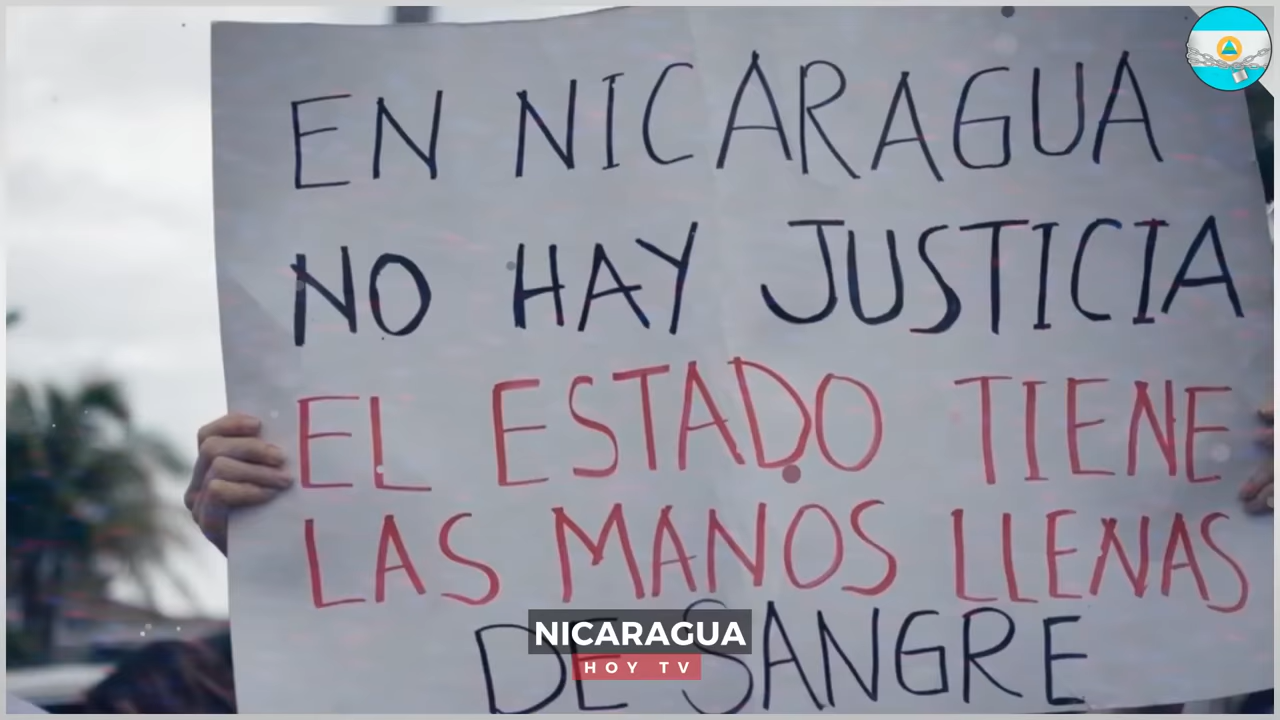 EN NICARAGUA
NO HAY JUSTICIA
EL ESTADO TIENE
LAS MANOS LLENAS
DE SANGRE
NICARAGUA
HOY TV